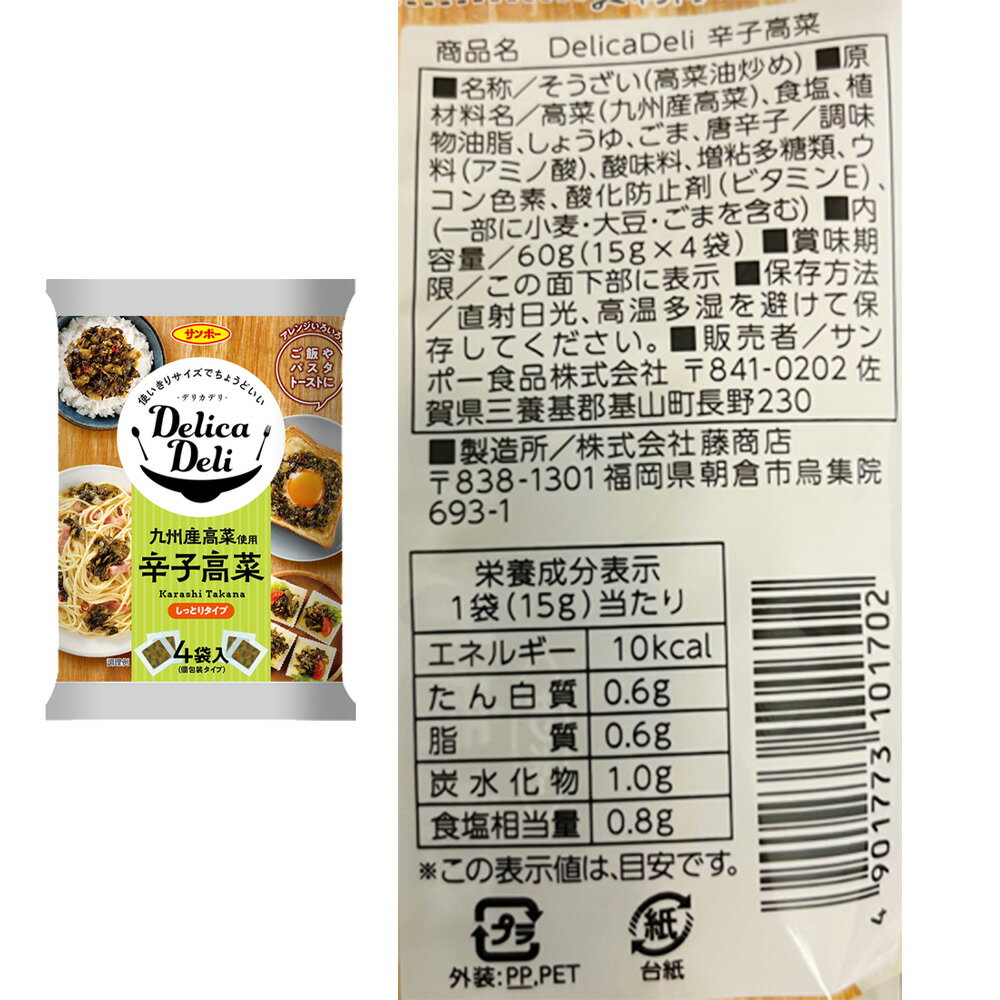 サンポー
アレンジいろいろ
ご飯や
パスタ
トーストに
使いきりサイズでちょうどいい
-デリカデリ-
Delica
Deli
九州産高菜使用
辛子高菜
Karashi Takana
しっとりタイプ
4袋入
(個包装タイプ)
調理例
商品名 DelicaDeli 辛子高菜
■名称／そうざい(高菜油炒め) ■原
材料名／高菜(九州産高菜)、食塩、植
物油脂、しょうゆ、ごま、唐辛子／調味
料(アミノ酸)、酸味料、増粘多糖類、ウ
コン色素、酸化防止剤(ビタミンE)、
(一部に小麦・大豆・ごまを含む) ■内
容量／60g(15g×4袋) ■賞味期
限／この面下部に表示 ■保存方法
／直射日光、高温多湿を避けて保
存してください。■販売者／サン
ポー食品株式会社 〒841-0202 佐
賀県三養基郡基山町長野230
■製造所／株式会社藤商店
〒838-1301 福岡県朝倉市烏集院
693-1
栄養成分表示
1袋(15g)当たり
エネルギー 10kcal
たん白質 0.6g
脂質 0.6g
炭水化物 1.0g
食塩相当量 0.8g
※この表示値は、目安です。
プラ
外装:PP,PET
紙
台紙
4 901773 101702